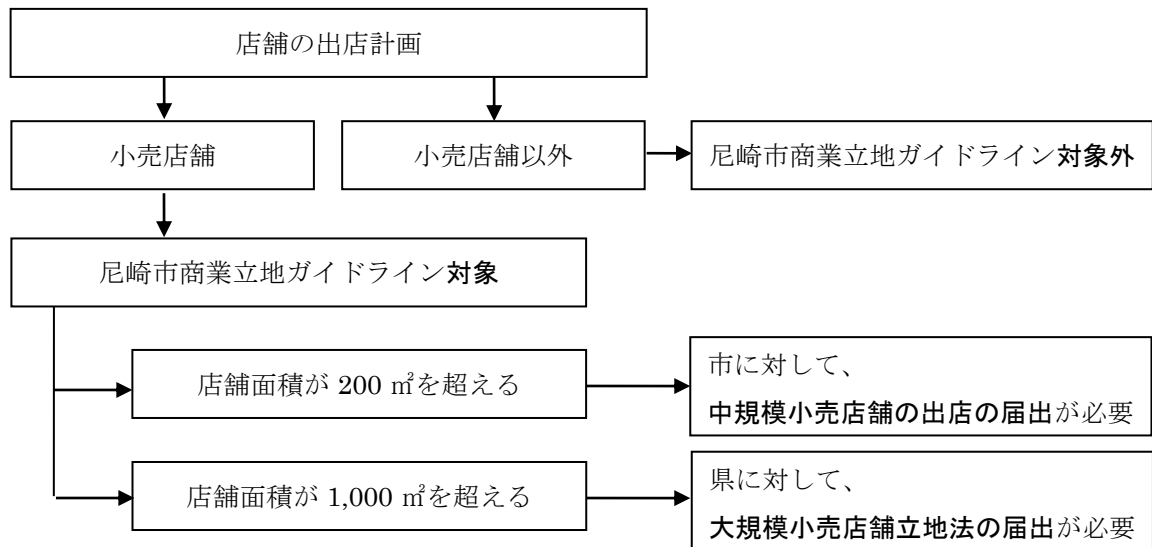 店舗の出店計画
小売店舗
小売店舗以外
尼崎市商業立地ガイドライン対象外
尼崎市商業立地ガイドライン対象
店舗面積が 200 ㎡を超える
市に対して、
中規模小売店舗の出店の届出が必要
店舗面積が 1,000 ㎡を超える
県に対して、
大規模小売店舗立地法の届出が必要